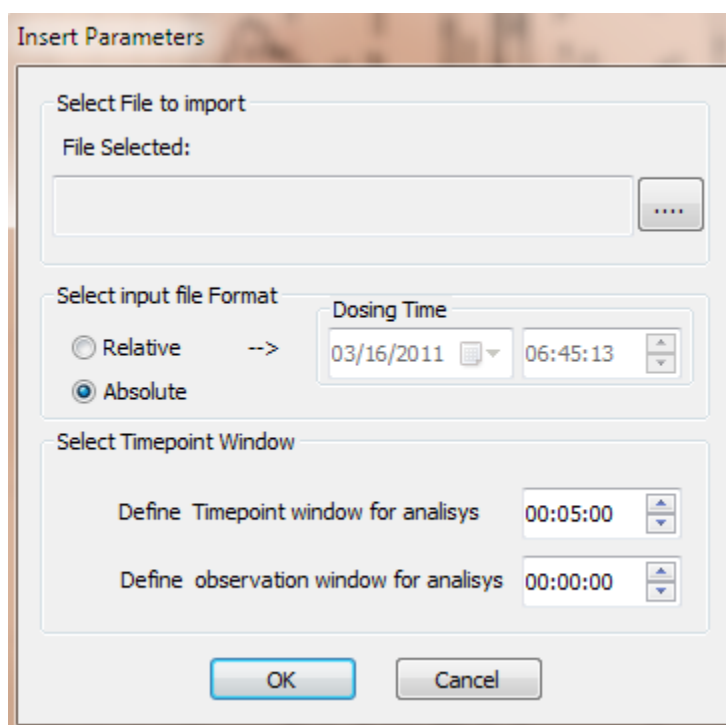 Insert Parameters
Select File to import
File Selected:
....
Select input file Format
Dosing Time
Relative -->
03/16/2011 06:45:13
Absolute
Select Timepoint Window
Define Timepoint window for analisys 00:05:00
Define observation window for analisys 00:00:00
OK Cancel